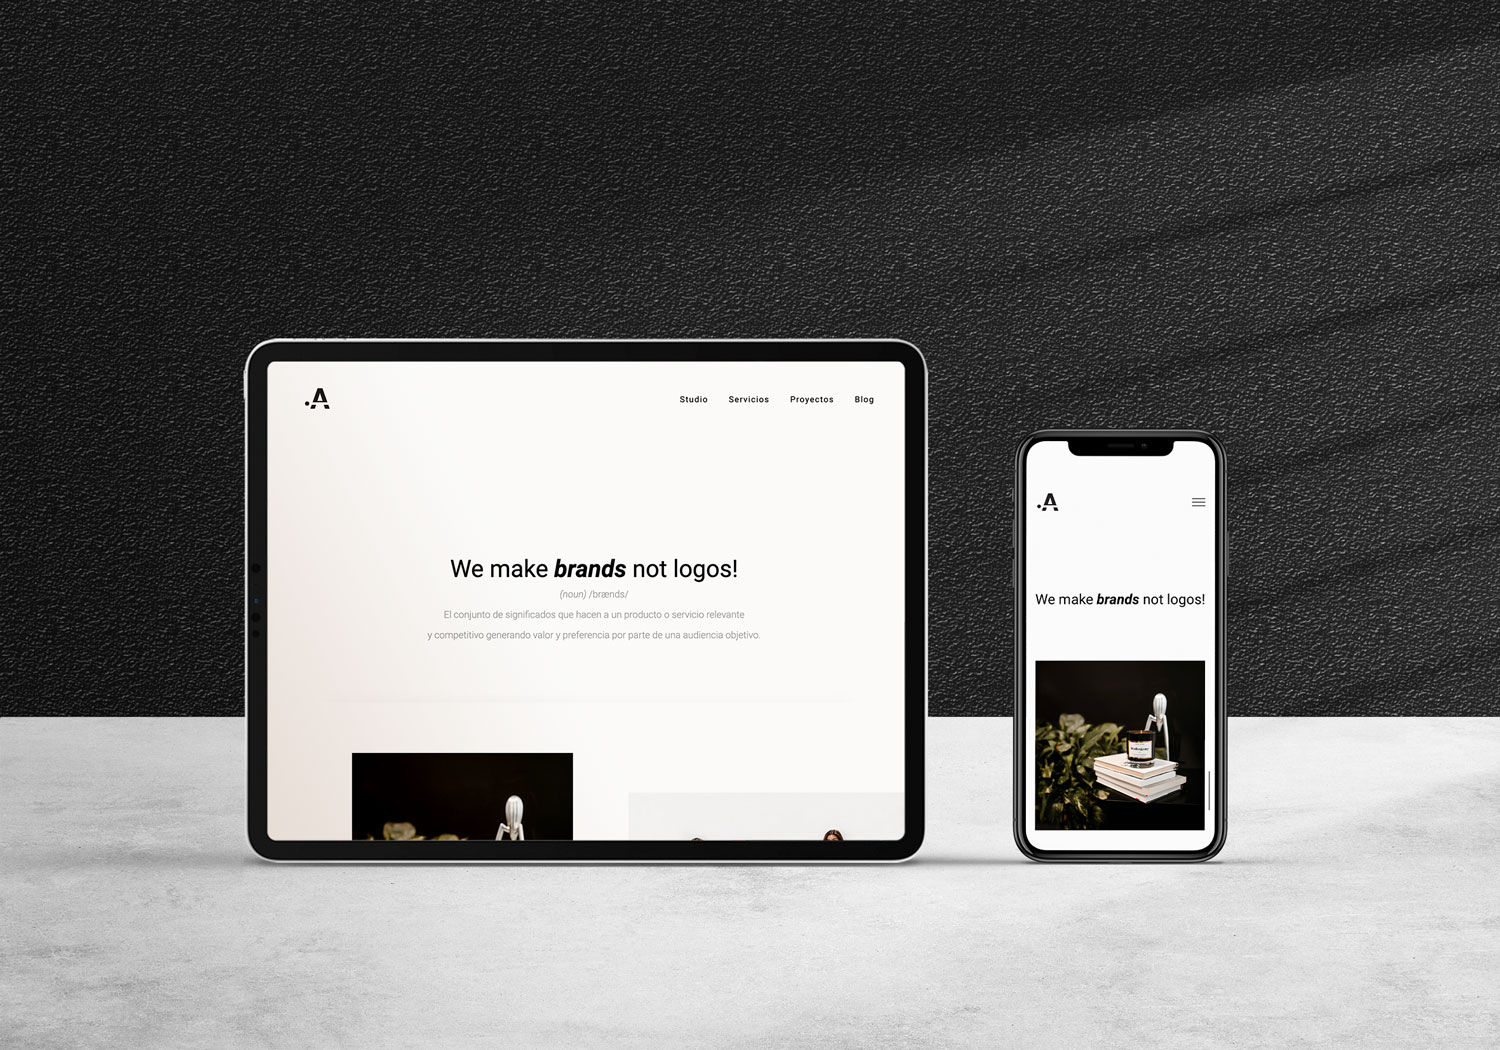 .A
Studio Servicios Proyectos Blog
We make brands not logos!
(noun) /brænds/
El conjunto de significados que hacen a un producto o servicio relevante
y competitivo generando valor y preferencia por parte de una audiencia objetivo.
.A
We make brands not logos!